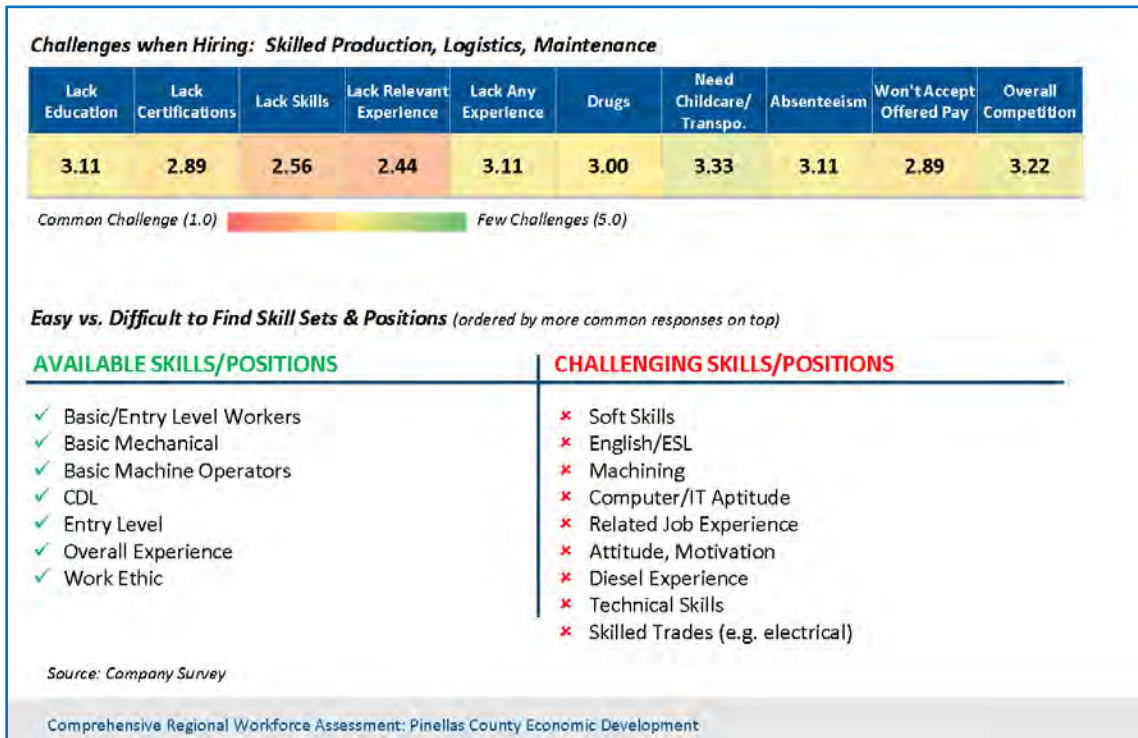 Challenges when Hiring: Skilled Production, Logistics, Maintenance
Lack Education
Lack Certifications
Lack Skills
Lack Relevant Experience
Lack Any Experience
Drugs
Need Childcare/ Transpo.
Absenteeism
Won't Accept Offered Pay
Overall Competition
3.11 2.89 2.56 2.44 3.11 3.00 3.33 3.11 2.89 3.22
Common Challenge (1.0) Few Challenges (5.0)
Easy vs. Difficult to Find Skill Sets & Positions (ordered by more common responses on top)
AVAILABLE SKILLS/POSITIONS
✓ Basic/Entry Level Workers
✓ Basic Mechanical
✓ Basic Machine Operators
✓ CDL
✓ Entry Level
✓ Overall Experience
✓ Work Ethic
CHALLENGING SKILLS/POSITIONS
✘ Soft Skills
✘ English/ESL
✘ Machining
✘ Computer/IT Aptitude
✘ Related Job Experience
✘ Attitude, Motivation
✘ Diesel Experience
✘ Technical Skills
✘ Skilled Trades (e.g. electrical)
Source: Company Survey
Comprehensive Regional Workforce Assessment: Pinellas County Economic Development